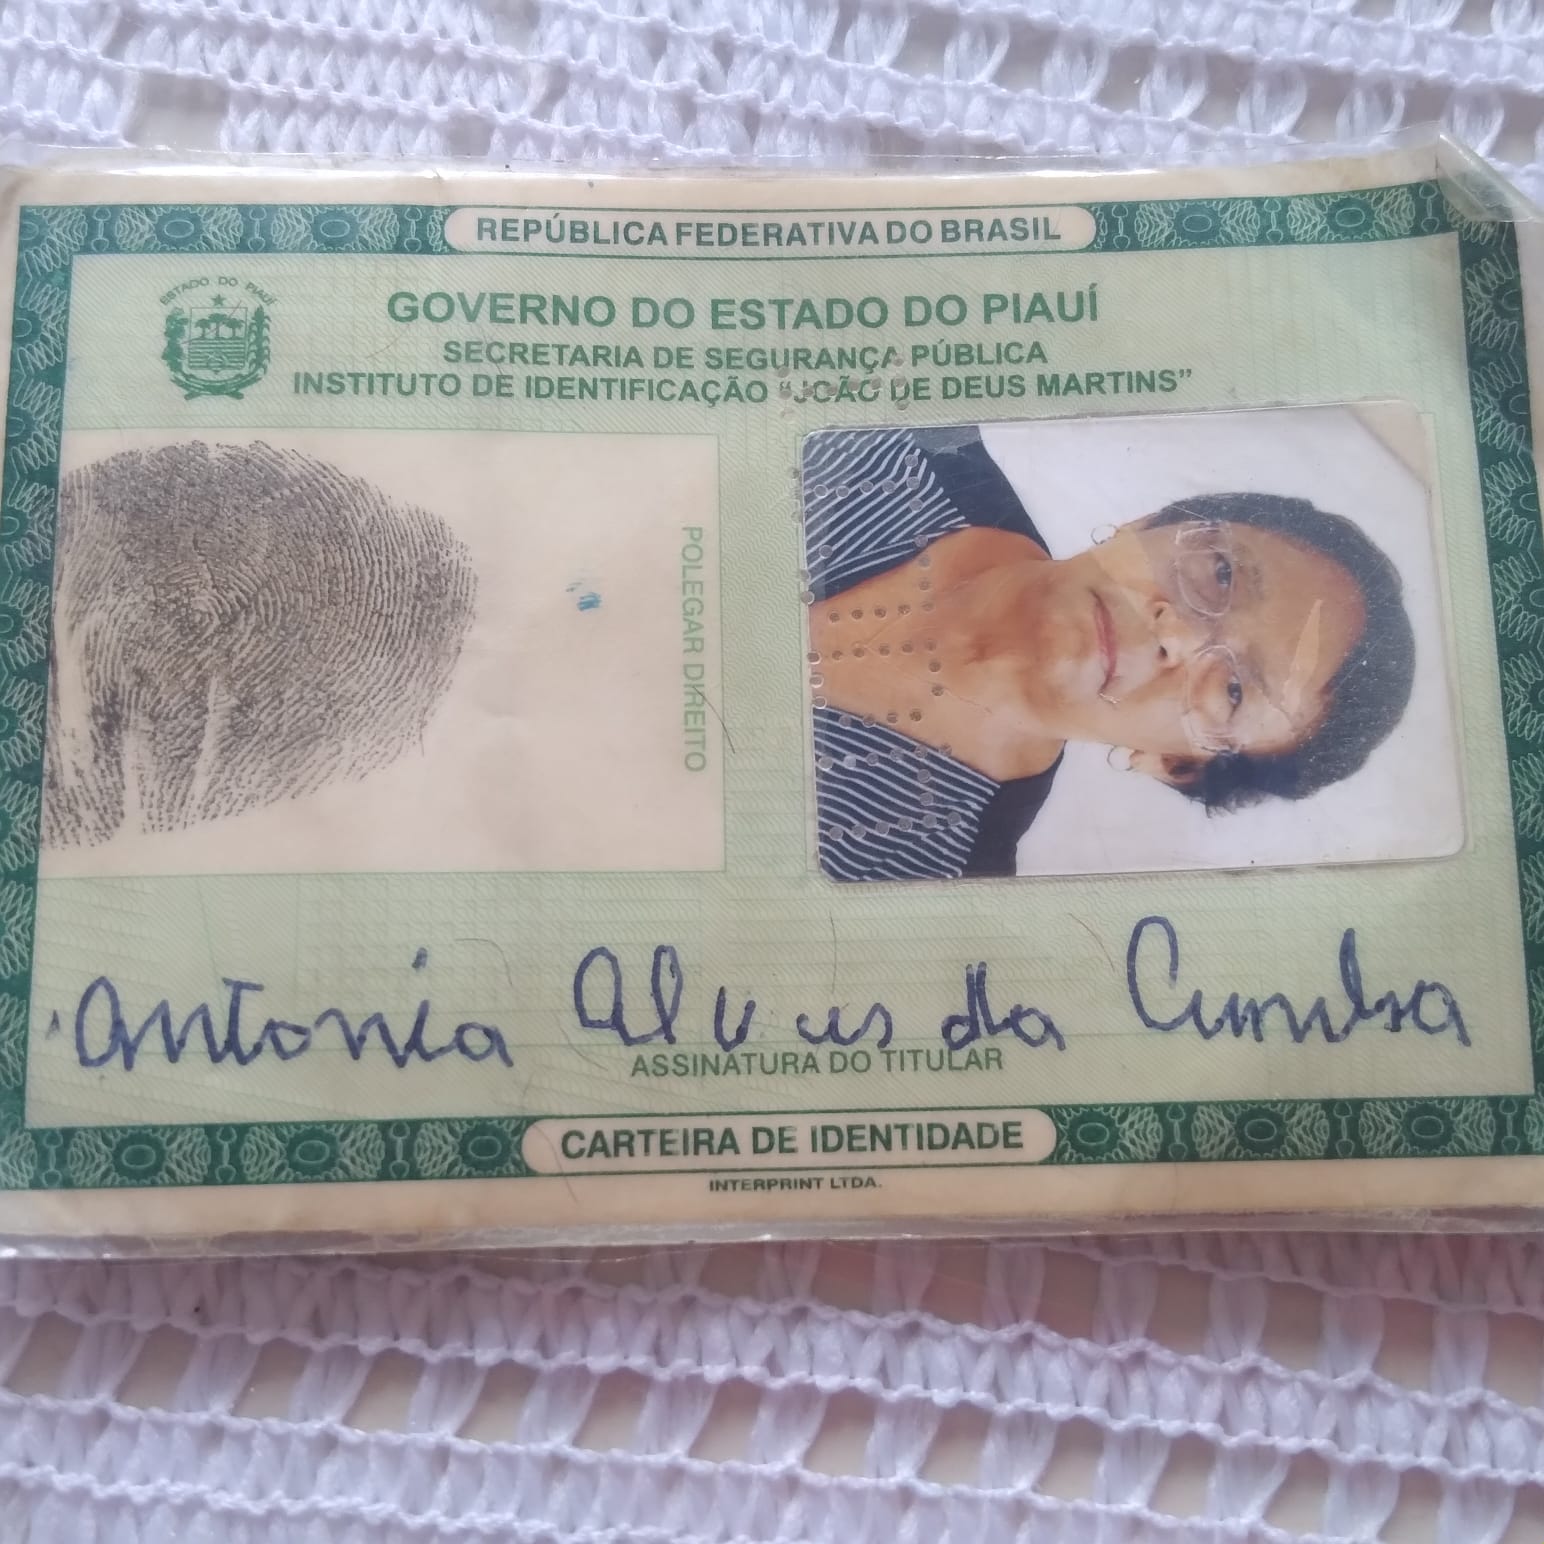 REPÚBLICA FEDERATIVA DO BRASIL
ESTADO DO PIAUÍ
GOVERNO DO ESTADO DO PIAUÍ
SECRETARIA DE SEGURANÇA PÚBLICA
INSTITUTO DE IDENTIFICAÇÃO “JOÃO DE DEUS MARTINS”
POLEGAR DIREITO
Antonia Alves da Cunha
ASSINATURA DO TITULAR
CARTEIRA DE IDENTIDADE
INTERPRINT LTDA.